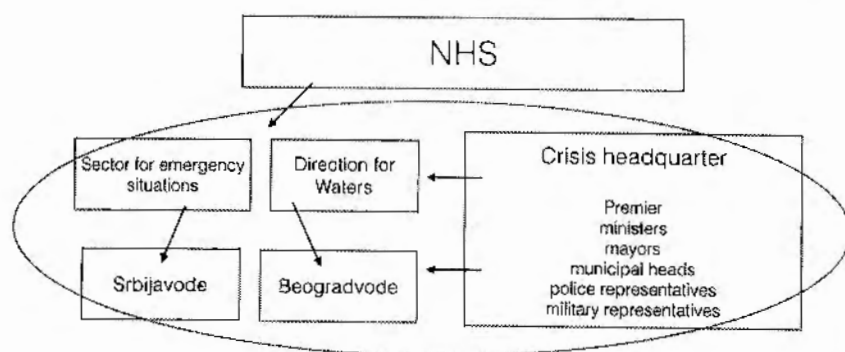 NHS
Sector for emergency
situations
Direction for
Waters
Crisis headquarter
Premier
ministers
mayors
municipal heads
police representatives
military representatives
Srbijavode
Beogradvode